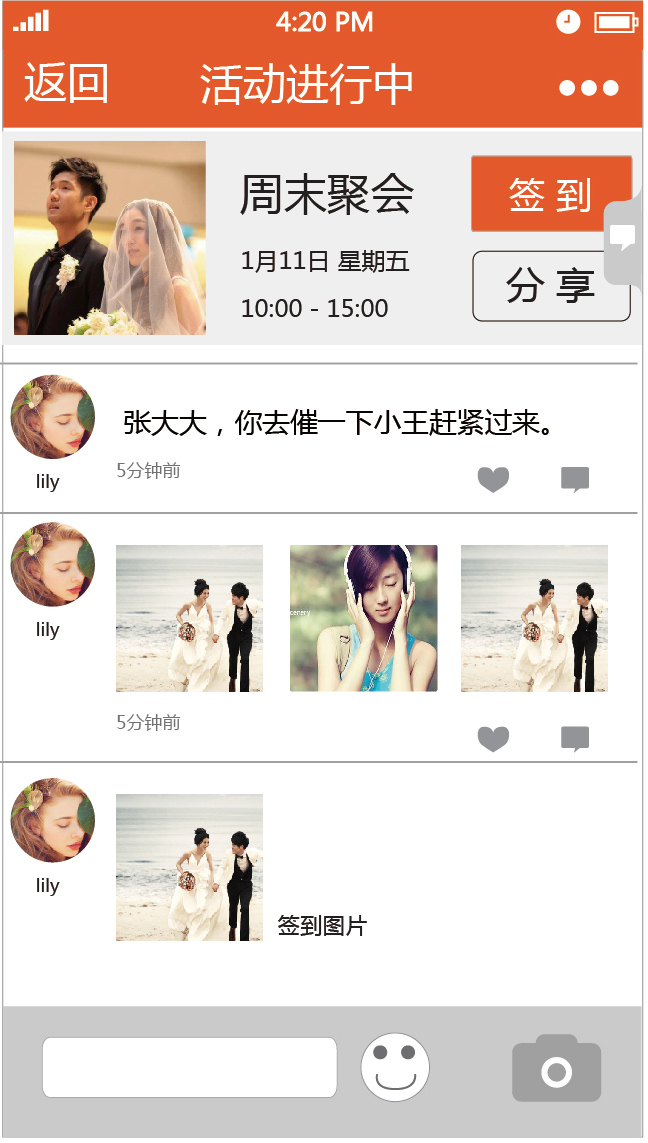 4:20 PM
返回
活动进行中
周末聚会
签 到
1月11日 星期五
分 享
10:00 - 15:00
张大大，你去催一下小王赶紧过来。
5分钟前
lily
cenery
lily
5分钟前
lily
签到图片